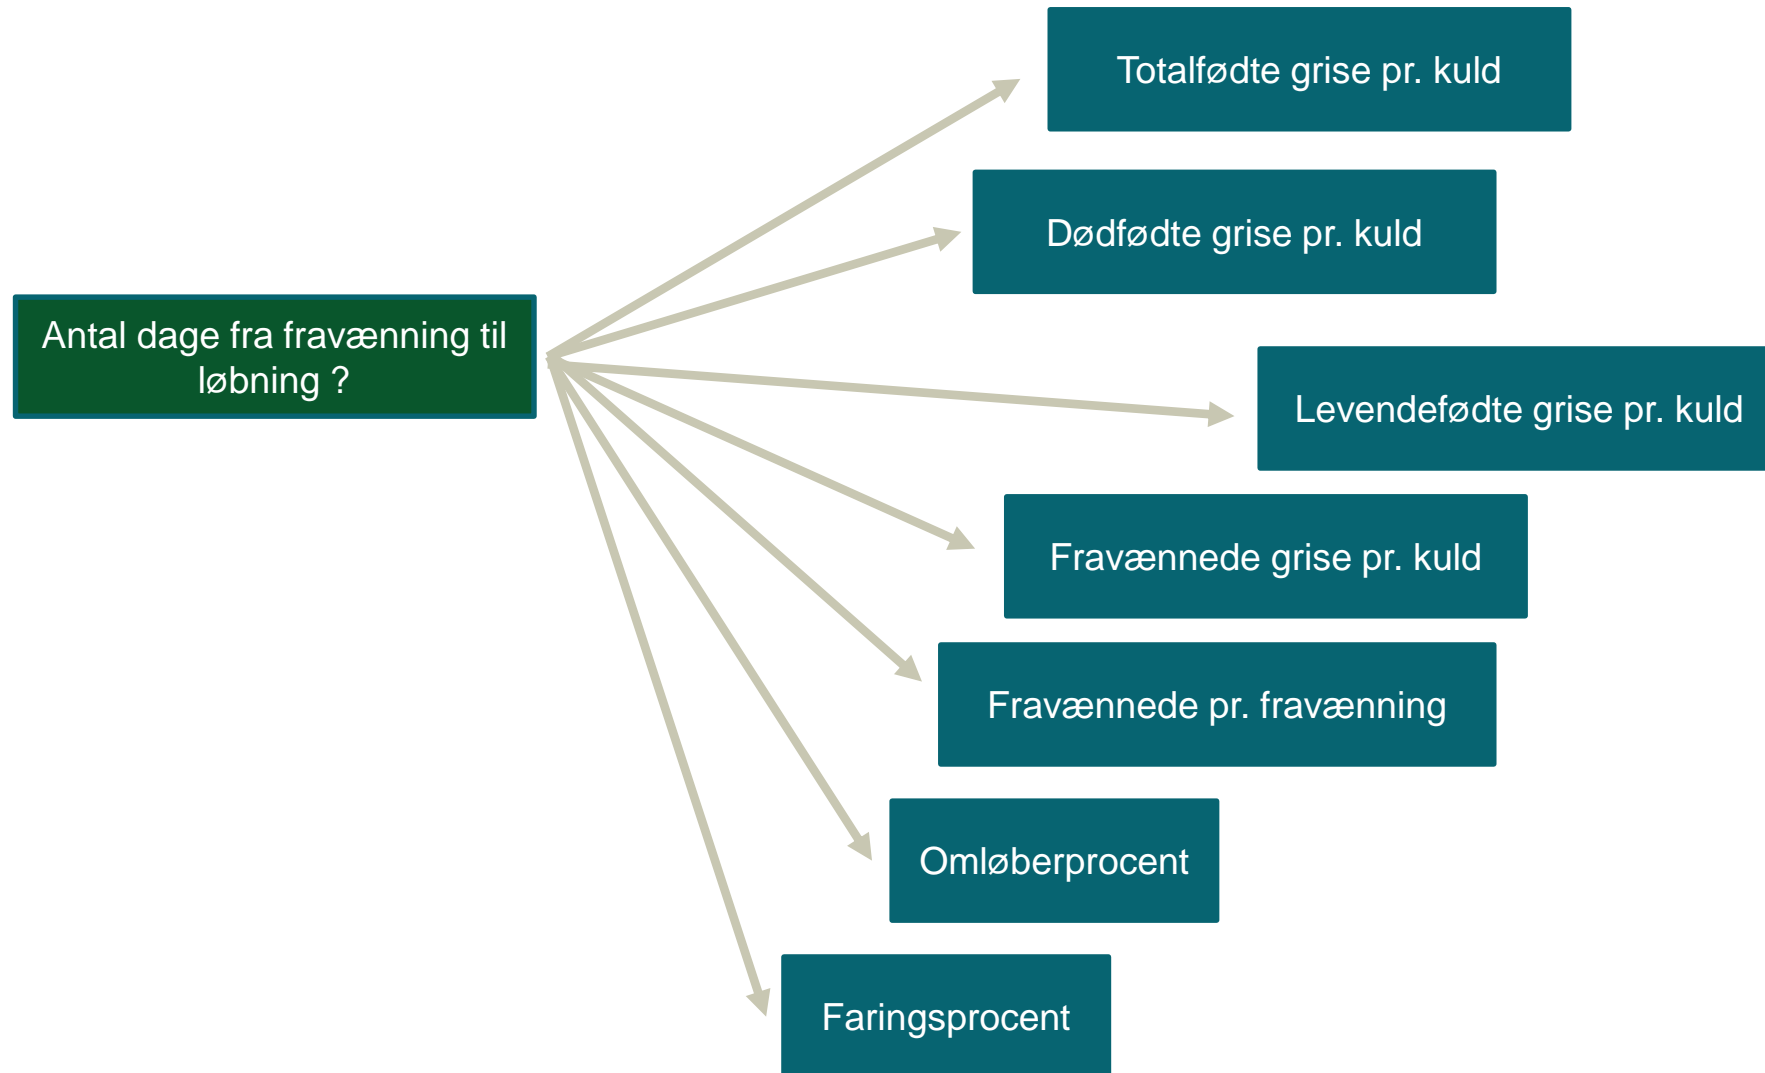 Totalfødte grise pr. kuld
Dødfødte grise pr. kuld
Antal dage fra fravænning til
løbning ?
Levendefødte grise pr. kuld
Fravænnede grise pr. kuld
Fravænnede pr. fravænning
Omløberprocent
Faringsprocent